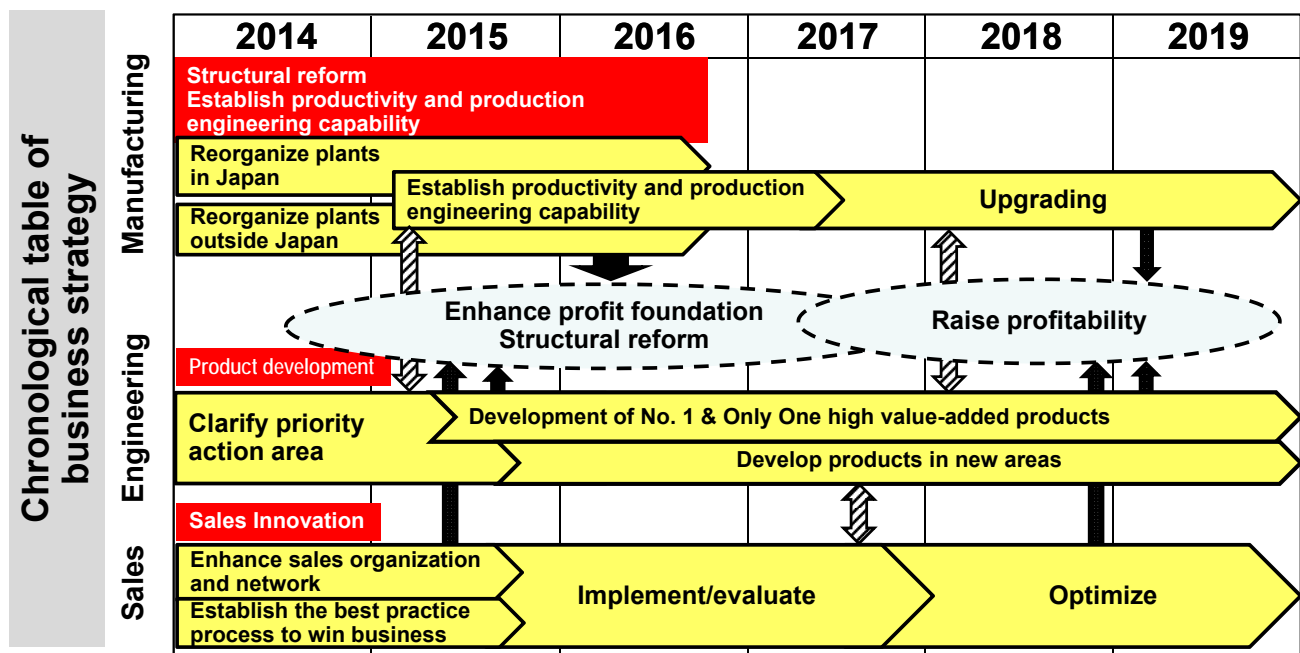 Chronological table of
business strategy
2014 2015 2016 2017 2018 2019
Manufacturing
Structural reform
Establish productivity and production
engineering capability
Reorganize plants
in Japan
Establish productivity and production
engineering capability
Upgrading
Reorganize plants
outside Japan
Enhance profit foundation
Structural reform
Raise profitability
Engineering
Product development
Clarify priority
action area
Development of No. 1 & Only One high value-added products
Develop products in new areas
Sales
Sales Innovation
Enhance sales organization
and network
Establish the best practice
process to win business
Implement/evaluate
Optimize